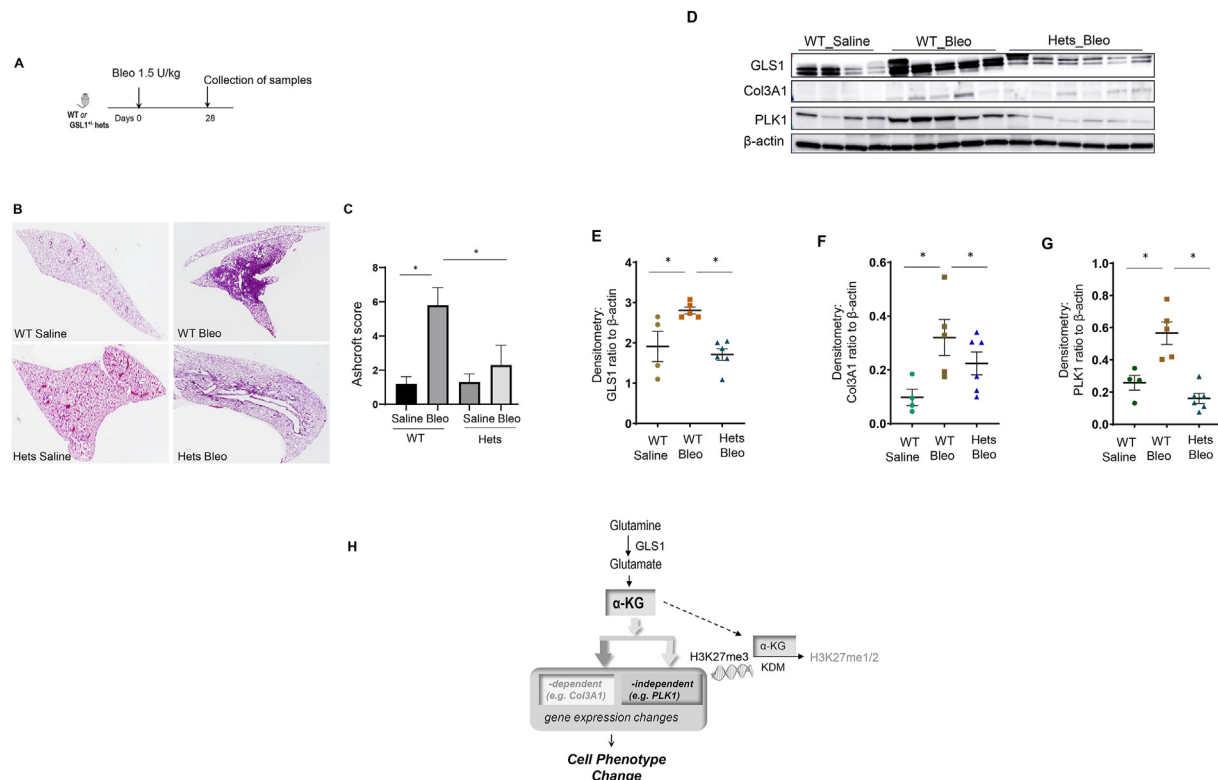 A
Bleo 1.5 U/kg
Collection of samples
WT or
GSL1+/- hets
Days 0
28
B
WT Saline
WT Bleo
Hets Saline
Hets Bleo
C
Ashcroft score
8
6
4
2
0
*
*
Saline Bleo
Saline Bleo
WT
Hets
D
WT_Saline
WT_Bleo
Hets_Bleo
GLS1
Col3A1
PLK1
β-actin
E
Densitometry:
GLS1 ratio to β-actin
4
3
2
1
0
*
*
WT Saline
WT Bleo
Hets Bleo
F
Densitometry:
Col3A1 ratio to β-actin
0.6
0.4
0.2
0.0
*
*
WT Saline
WT Bleo
Hets Bleo
G
Densitometry:
PLK1 ratio to β-actin
1.0
0.8
0.6
0.4
0.2
0.0
*
*
WT Saline
WT Bleo
Hets Bleo
H
Glutamine
GLS1
Glutamate
α-KG
α-KG
H3K27me3
H3K27me1/2
KDM
-dependent
(e.g. Col3A1)
-independent
(e.g. PLK1)
gene expression changes
Cell Phenotype
Change